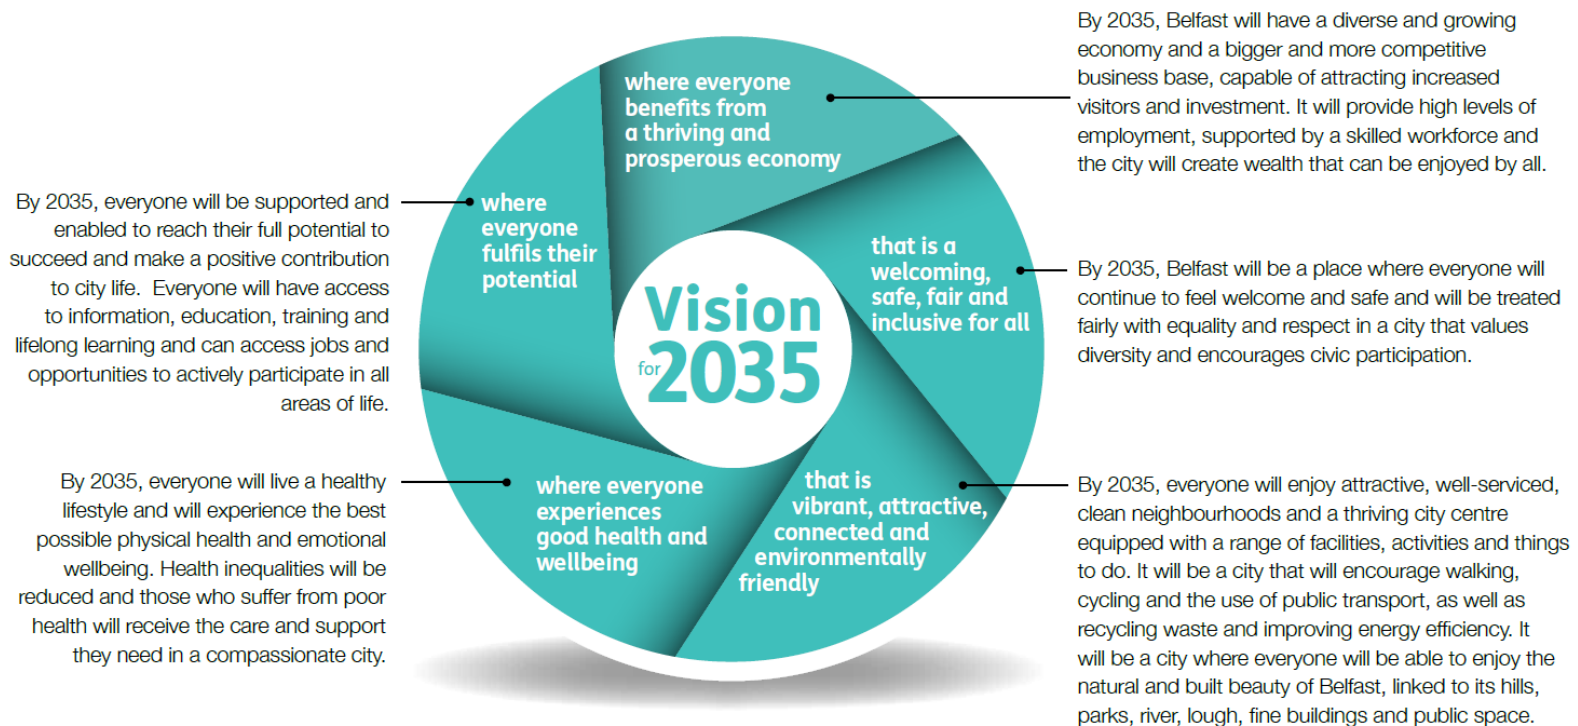 where everyone
benefits from
a thriving and
prosperous economy
By 2035, Belfast will have a diverse and growing
economy and a bigger and more competitive
business base, capable of attracting increased
visitors and investment. It will provide high levels of
employment, supported by a skilled workforce and
the city will create wealth that can be enjoyed by all.
that is a
welcoming,
safe, fair and
inclusive for all
By 2035, Belfast will be a place where everyone will
continue to feel welcome and safe and will be treated
fairly with equality and respect in a city that values
diversity and encourages civic participation.
that is
vibrant, attractive,
connected and
environmentally
friendly
By 2035, everyone will enjoy attractive, well-serviced,
clean neighbourhoods and a thriving city centre
equipped with a range of facilities, activities and things
to do. It will be a city that will encourage walking,
cycling and the use of public transport, as well as
recycling waste and improving energy efficiency. It
will be a city where everyone will be able to enjoy the
natural and built beauty of Belfast, linked to its hills,
parks, river, lough, fine buildings and public space.
where everyone
experiences
good health and
wellbeing
By 2035, everyone will live a healthy
lifestyle and will experience the best
possible physical health and emotional
wellbeing. Health inequalities will be
reduced and those who suffer from poor
health will receive the care and support
they need in a compassionate city.
where
everyone
fulfils their
potential
By 2035, everyone will be supported and
enabled to reach their full potential to
succeed and make a positive contribution
to city life. Everyone will have access
to information, education, training and
lifelong learning and can access jobs and
opportunities to actively participate in all
areas of life.
Vision
for 2035